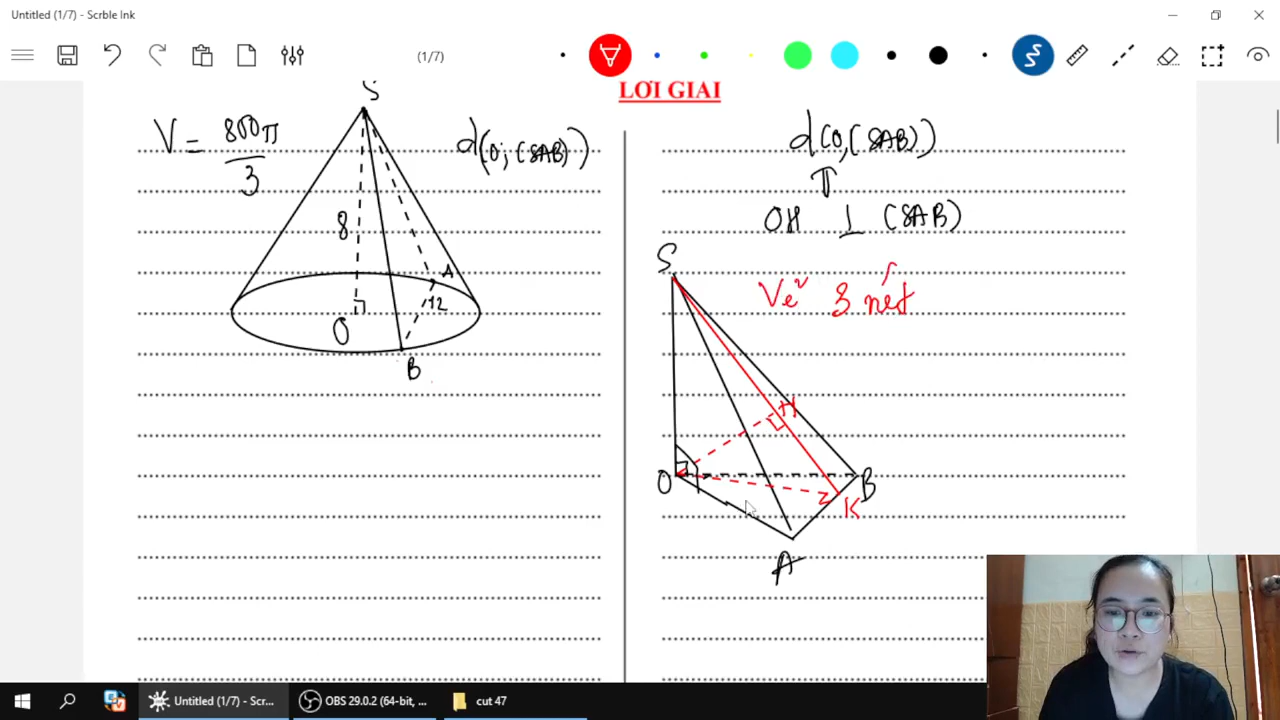 Untitled (1/7) - Scrble Ink
(1/7)
LỜI GIẢI
V = 800π/3
S
d(O; (SAB))
8
A
12
O
B
d(O, (SAB))
OH ⊥ (SAB)
S
Vẽ 3 nét
H
O
B
K
A
Untitled (1/7) - Scr...
OBS 29.0.2 (64-bit, ...
cut 47